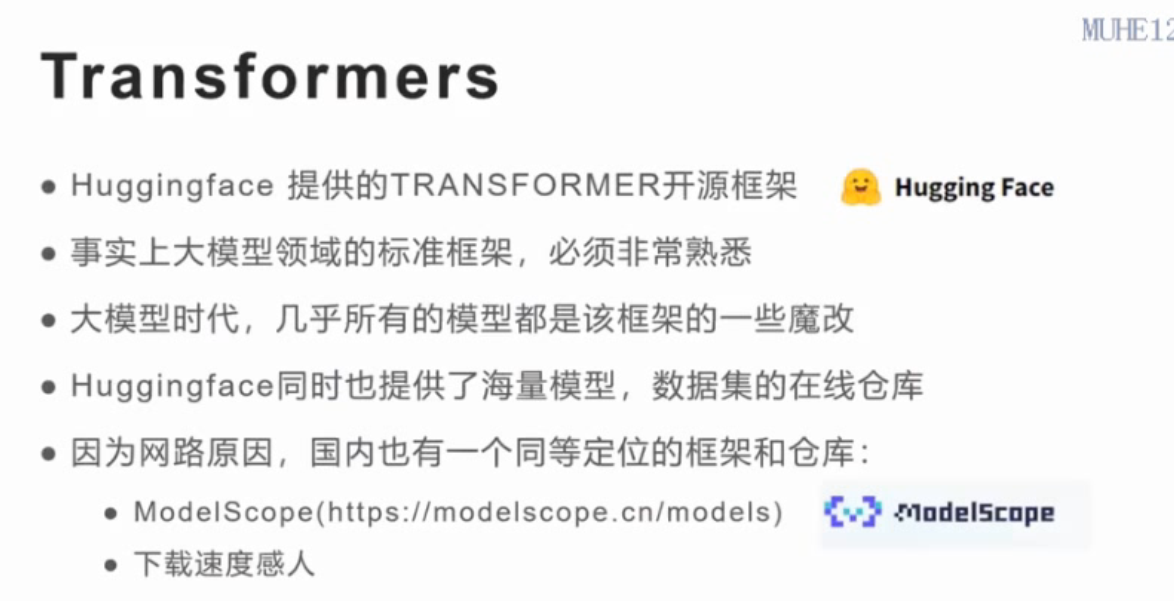 MUHE12
Transformers
● Huggingface 提供的TRANSFORMER开源框架 Hugging Face
● 事实上大模型领域的标准框架，必须非常熟悉
● 大模型时代，几乎所有的模型都是该框架的一些魔改
● Huggingface同时也提供了海量模型，数据集的在线仓库
● 因为网路原因，国内也有一个同等定位的框架和仓库：
● ModelScope(https://modelscope.cn/models) ModelScope
● 下载速度感人